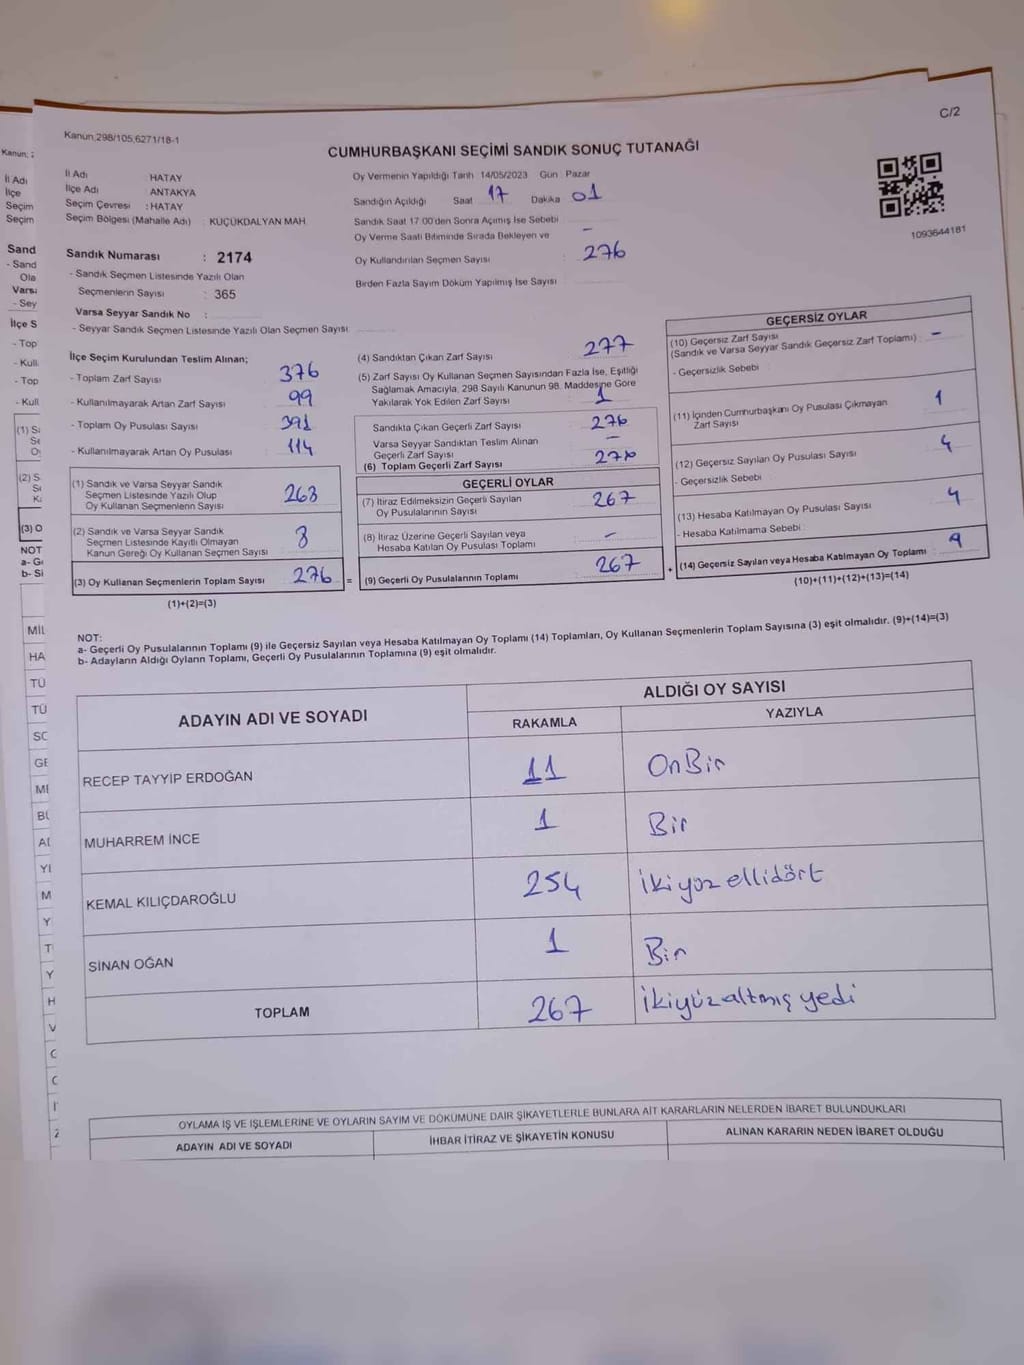 C/2
Kanun:298/105,6271/18-1
CUMHURBAŞKANI SEÇİMİ SANDIK SONUÇ TUTANAĞI
İl Adı : HATAY
İlçe Adı : ANTAKYA
Seçim Çevresi : HATAY
Seçim Bölgesi (Mahalle Adı) : KÜÇÜKDALYAN MAH.
Oy Vermenin Yapıldığı Tarih 14/05/2023 Gün : Pazar
Sandığın Açıldığı Saat 17 Dakika 01
Sandık Saat 17.00'den Sonra Açılmış İse Sebebi
Oy Verme Saati Bitiminde Sırada Bekleyen ve -
Oy Kullandırılan Seçmen Sayısı : 276
Birden Fazla Sayım Döküm Yapılmış İse Sayısı
1093644181
Sandık Numarası : 2174
- Sandık Seçmen Listesinde Yazılı Olan
Seçmenlerin Sayısı : 365
Varsa Seyyar Sandık No :
- Seyyar Sandık Seçmen Listesinde Yazılı Olan Seçmen Sayısı
İlçe Seçim Kurulundan Teslim Alınan;
- Toplam Zarf Sayısı : 376
- Kullanılmayarak Artan Zarf Sayısı : 99
- Toplam Oy Pusulası Sayısı : 391
- Kullanılmayarak Artan Oy Pusulası : 114
(1) Sandık ve Varsa Seyyar Sandık
Seçmen Listesinde Yazılı Olup
Oy Kullanan Seçmenlerin Sayısı 268
(2) Sandık ve Varsa Seyyar Sandık
Seçmen Listesinde Kayıtlı Olmayan
Kanun Gereği Oy Kullanan Seçmen Sayısı 8
(3) Oy Kullanan Seçmenlerin Toplam Sayısı 276 =
(1)+(2)=(3)
(4) Sandıktan Çıkan Zarf Sayısı : 277
(5) Zarf Sayısı Oy Kullanan Seçmen Sayısından Fazla İse, Eşitliği
Sağlamak Amacıyla, 298 Sayılı Kanunun 98. Maddesine Göre
Yakılarak Yok Edilen Zarf Sayısı 1
Sandıkta Çıkan Geçerli Zarf Sayısı : 276
Varsa Seyyar Sandıktan Teslim Alınan -
Geçerli Zarf Sayısı
(6) Toplam Geçerli Zarf Sayısı : 276
GEÇERLİ OYLAR
(7) İtiraz Edilmeksizin Geçerli Sayılan
Oy Pusulalarının Sayısı : 267
(8) İtiraz Üzerine Geçerli Sayılan veya
Hesaba Katılan Oy Pusulası Toplamı : -
(9) Geçerli Oy Pusulalarının Toplamı : 267 +
GEÇERSİZ OYLAR
(10) Geçersiz Zarf Sayısı
(Sandık ve Varsa Seyyar Sandık Geçersiz Zarf Toplamı) : -
- Geçersizlik Sebebi :
(11) İçinden Cumhurbaşkanı Oy Pusulası Çıkmayan
Zarf Sayısı 1
(12) Geçersiz Sayılan Oy Pusulası Sayısı : 4
- Geçersizlik Sebebi
(13) Hesaba Katılmayan Oy Pusulası Sayısı : 4
- Hesaba Katılmama Sebebi :
(14) Geçersiz Sayılan veya Hesaba Katılmayan Oy Toplamı : 9
(10)+(11)+(12)+(13)=(14)
NOT:
a- Geçerli Oy Pusulalarının Toplamı (9) ile Geçersiz Sayılan veya Hesaba Katılmayan Oy Toplamı (14) Toplamları, Oy Kullanan Seçmenlerin Toplam Sayısına (3) eşit olmalıdır. (9)+(14)=(3)
b- Adayların Aldığı Oyların Toplamı, Geçerli Oy Pusulalarının Toplamına (9) eşit olmalıdır.
ADAYIN ADI VE SOYADI
ALDIĞI OY SAYISI
RAKAMLA YAZIYLA
RECEP TAYYİP ERDOĞAN 11 OnBir
MUHARREM İNCE 1 Bir
KEMAL KILIÇDAROĞLU 254 İkiyüz ellidört
SİNAN OĞAN 1 Bir
TOPLAM 267 İkiyüzaltmış yedi
OYLAMA İŞ VE İŞLEMLERİNE VE OYLARIN SAYIM VE DÖKÜMÜNE DAİR ŞİKAYETLERLE BUNLARA AİT KARARLARIN NELERDEN İBARET BULUNDUKLARI
ADAYIN ADI VE SOYADI İHBAR İTİRAZ VE ŞİKAYETİN KONUSU ALINAN KARARIN NEDEN İBARET OLDUĞU